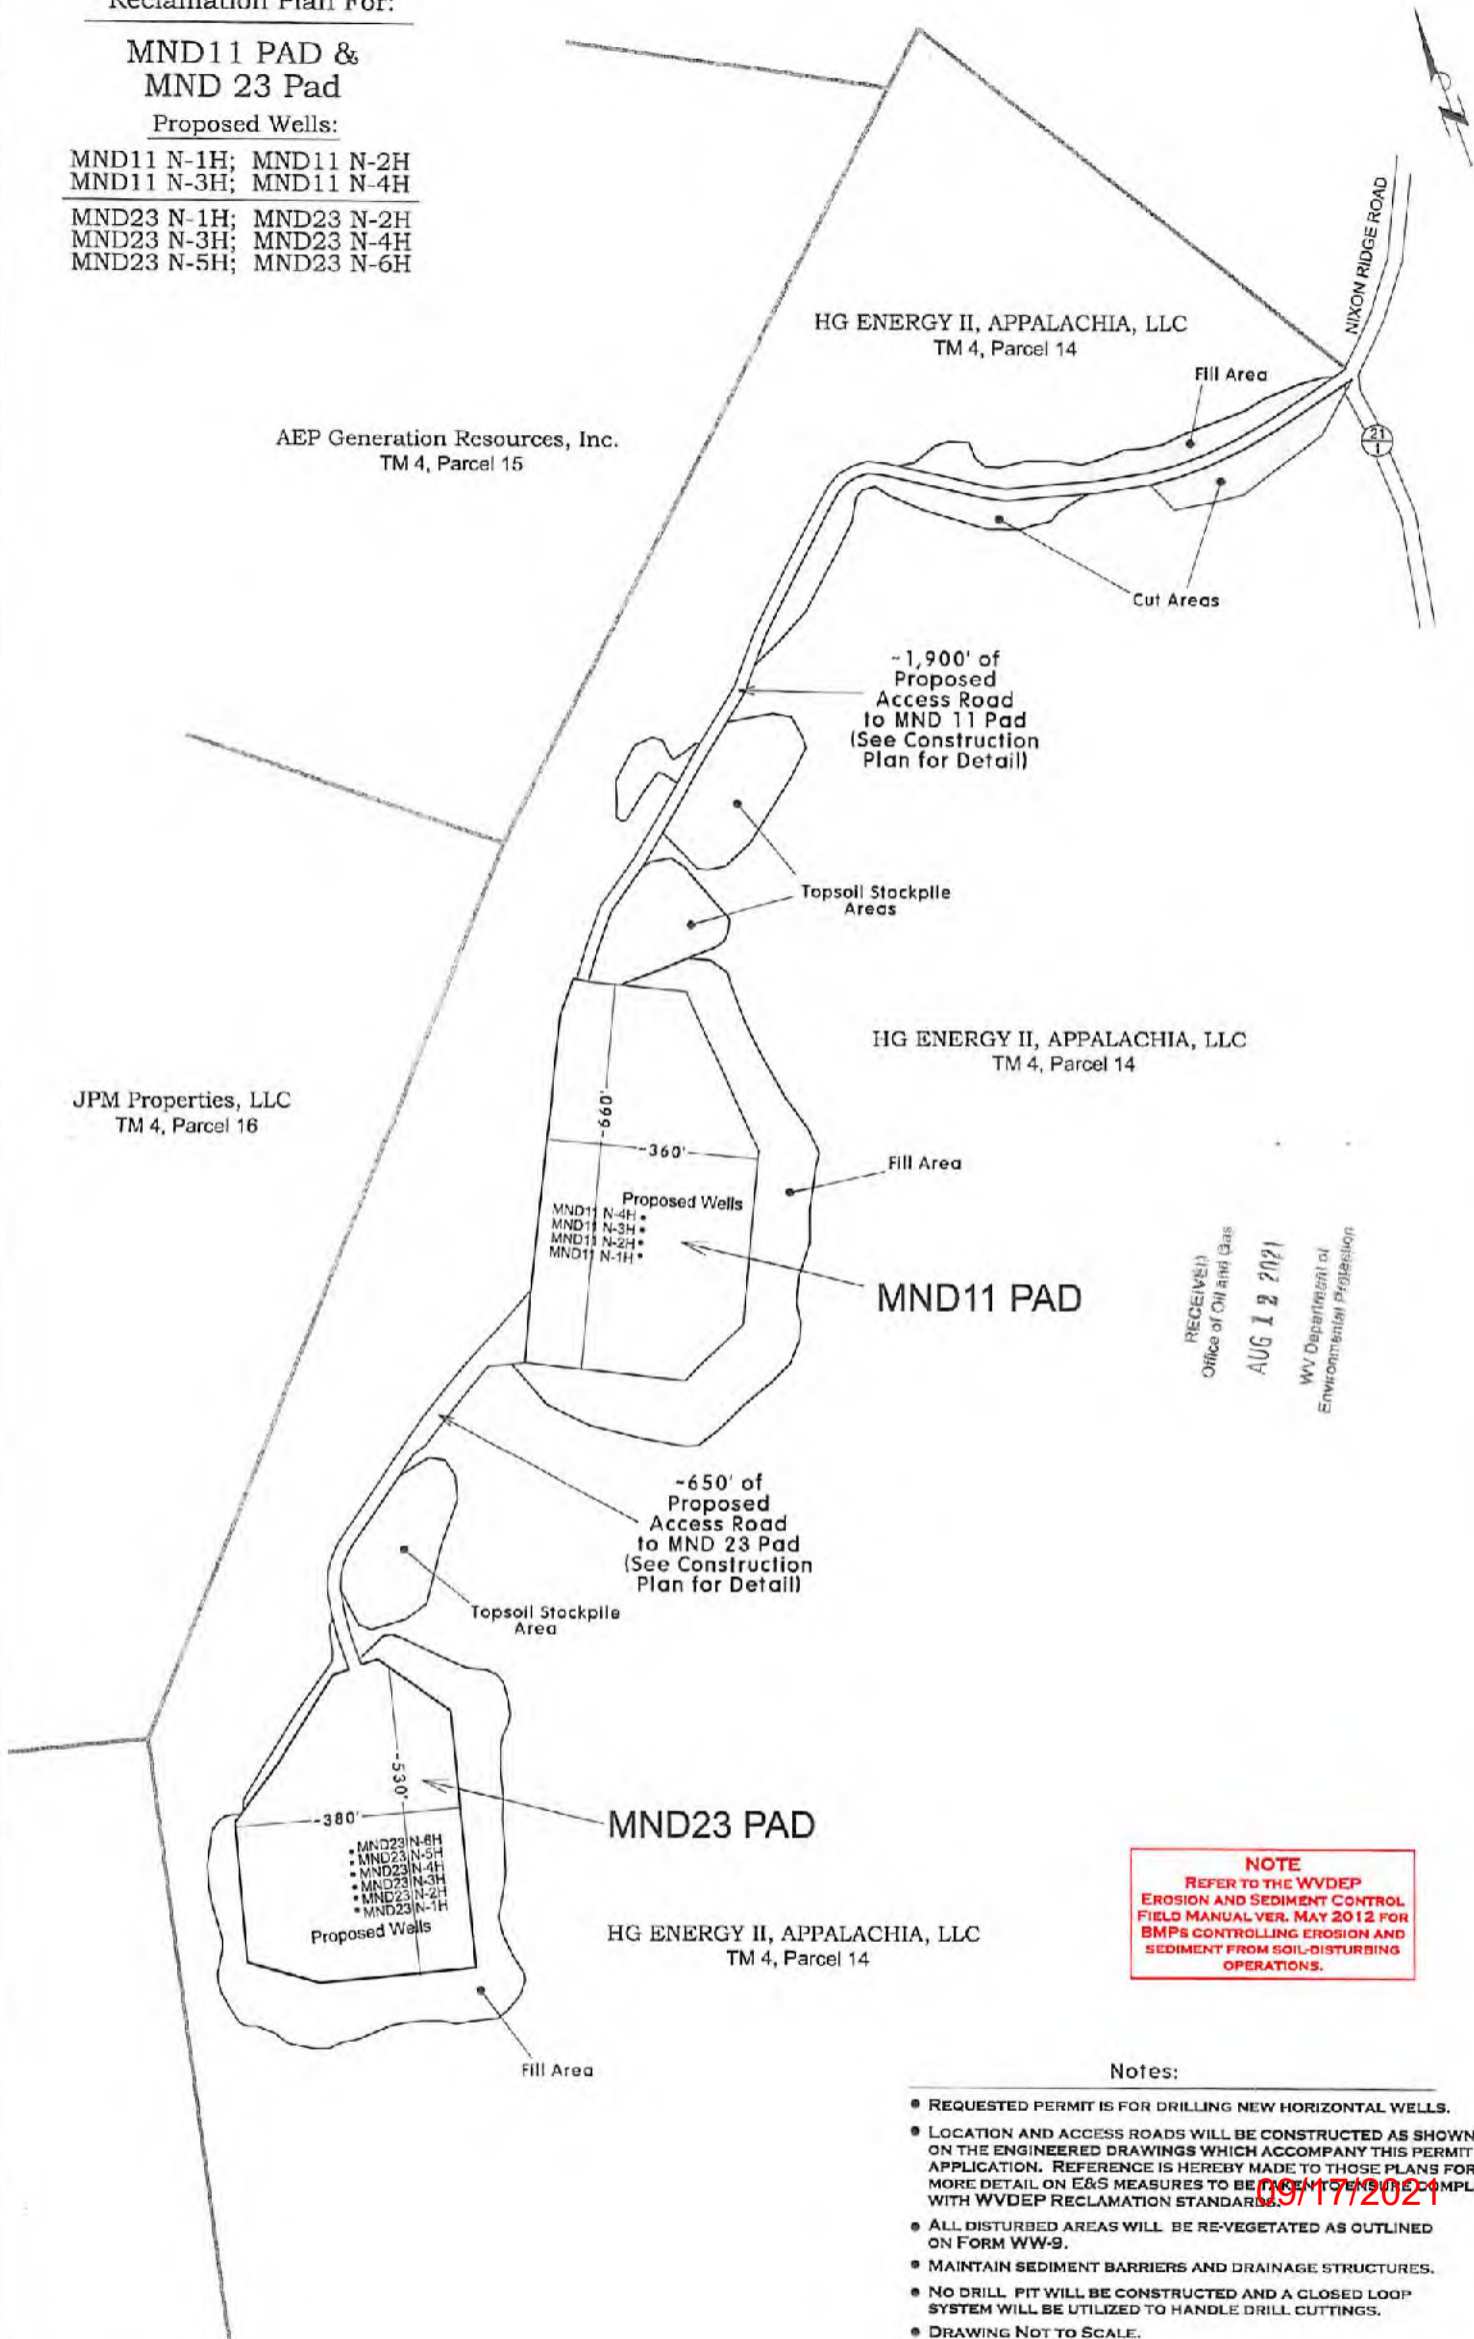 Reclamation Plan For:
MND11 PAD &
MND 23 Pad
Proposed Wells:
MND11 N-1H; MND11 N-2H
MND11 N-3H; MND11 N-4H
MND23 N-1H; MND23 N-2H
MND23 N-3H; MND23 N-4H
MND23 N-5H; MND23 N-6H
NIXON RIDGE ROAD
HG ENERGY II, APPALACHIA, LLC
TM 4, Parcel 14
Fill Area
21
1
AEP Generation Resources, Inc.
TM 4, Parcel 15
Cut Areas
~1,900' of
Proposed
Access Road
to MND 11 Pad
(See Construction
Plan for Detail)
Topsoil Stockpile
Areas
HG ENERGY II, APPALACHIA, LLC
TM 4, Parcel 14
JPM Properties, LLC
TM 4, Parcel 16
~660'
~360'
Fill Area
Proposed Wells
MND11 N-4H
MND11 N-3H
MND11 N-2H
MND11 N-1H
MND11 PAD
RECEIVED
Office of Oil and Gas
AUG 12 2021
WV Department of
Environmental Protection
~650' of
Proposed
Access Road
to MND 23 Pad
(See Construction
Plan for Detail)
Topsoil Stockpile
Area
~530'
~380'
MND23 PAD
MND23 N-6H
MND23 N-5H
MND23 N-4H
MND23 N-3H
MND23 N-2H
MND23 N-1H
Proposed Wells
HG ENERGY II, APPALACHIA, LLC
TM 4, Parcel 14
Fill Area
NOTE
REFER TO THE WVDEP
EROSION AND SEDIMENT CONTROL
FIELD MANUAL VER. MAY 2012 FOR
BMPS CONTROLLING EROSION AND
SEDIMENT FROM SOIL-DISTURBING
OPERATIONS.
Notes:
• REQUESTED PERMIT IS FOR DRILLING NEW HORIZONTAL WELLS.
• LOCATION AND ACCESS ROADS WILL BE CONSTRUCTED AS SHOWN
ON THE ENGINEERED DRAWINGS WHICH ACCOMPANY THIS PERMIT
APPLICATION. REFERENCE IS HEREBY MADE TO THOSE PLANS FOR
MORE DETAIL ON E&S MEASURES TO BE TAKEN TO ENSURE COMPL
WITH WVDEP RECLAMATION STANDARDS.
09/17/2021
• ALL DISTURBED AREAS WILL BE RE-VEGETATED AS OUTLINED
ON FORM WW-9.
• MAINTAIN SEDIMENT BARRIERS AND DRAINAGE STRUCTURES.
• NO DRILL PIT WILL BE CONSTRUCTED AND A CLOSED LOOP
SYSTEM WILL BE UTILIZED TO HANDLE DRILL CUTTINGS.
• DRAWING NOT TO SCALE.